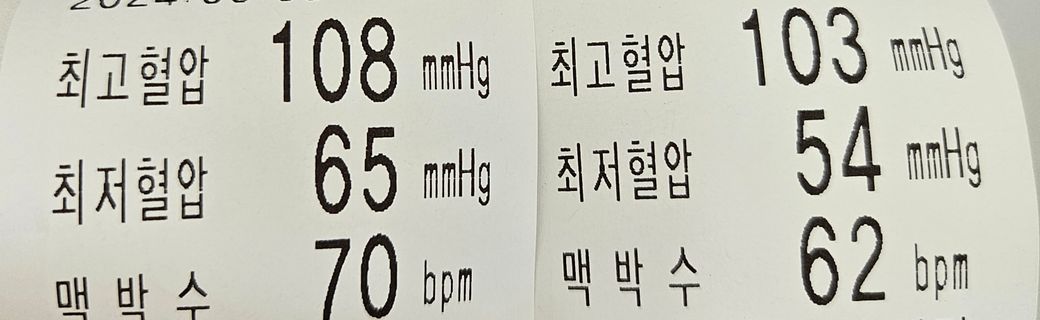 최고혈압 108 mmHg
최저혈압 65 mmHg
맥 박 수 70 bpm
최고혈압 103 mmHg
최저혈압 54 mmHg
맥 박 수 62 bpm